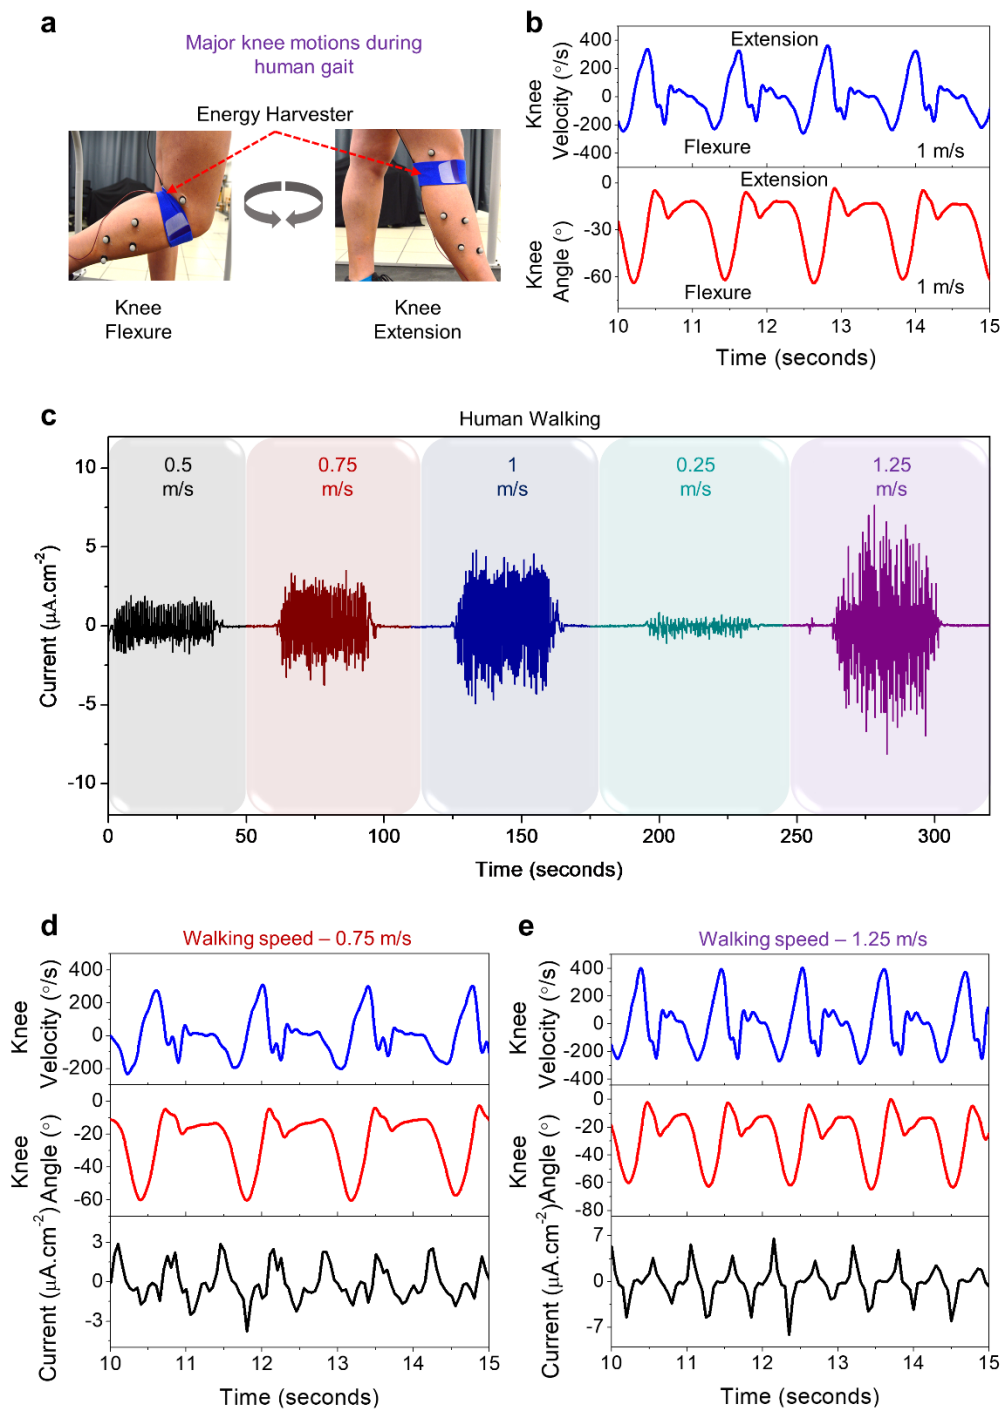 a
Major knee motions during
human gait
Energy Harvester
Knee
Flexure
Knee
Extension
b
Knee
Velocity (°/s)
400
200
0
-200
-400
Extension
Flexure
1 m/s
Knee
Angle (°)
0
-30
-60
Extension
Flexure
1 m/s
10 11 12 13 14 15
Time (seconds)
c
Human Walking
Current (µA.cm-2)
10
5
0
-5
-10
0.5
m/s
0.75
m/s
1
m/s
0.25
m/s
1.25
m/s
0 50 100 150 200 250 300
Time (seconds)
d
Walking speed – 0.75 m/s
Knee
Velocity (°/s)
400
200
0
-200
Knee
Angle (°)
0
-20
-40
-60
Current (µA.cm-2)
3
0
-3
10 11 12 13 14 15
Time (seconds)
e
Walking speed – 1.25 m/s
Knee
Velocity (°/s)
400
200
0
-200
-400
Knee
Angle (°)
0
-20
-40
-60
-80
Current (µA.cm-2)
7
0
-7
10 11 12 13 14 15
Time (seconds)